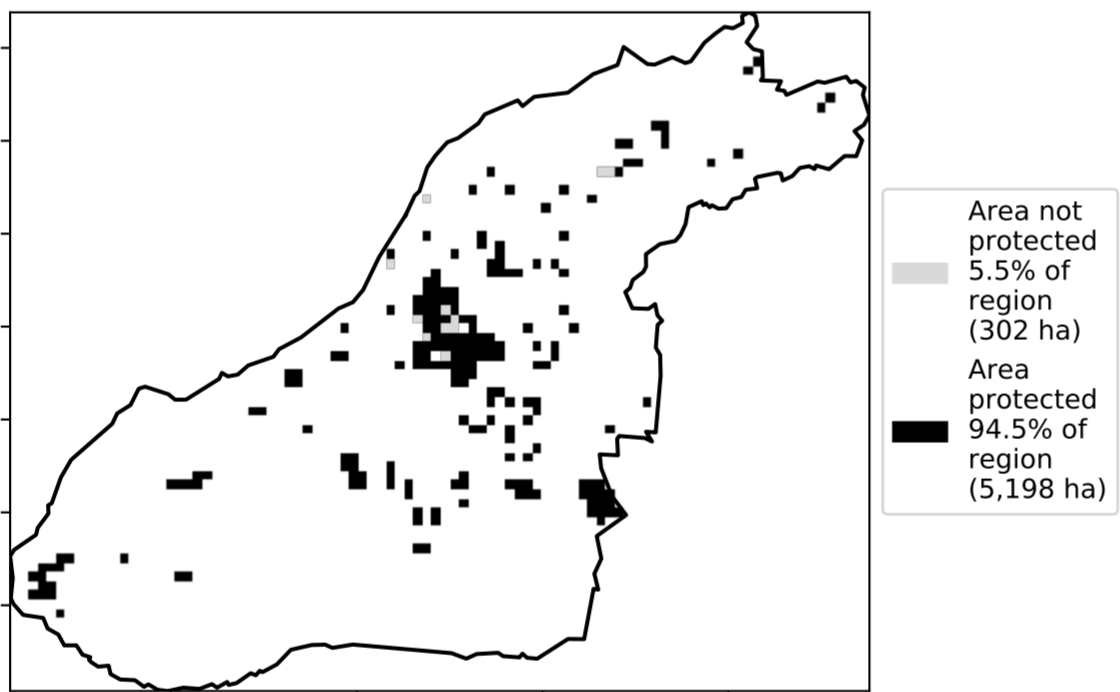 Area not
protected
5.5% of
region
(302 ha)
Area
protected
94.5% of
region
(5,198 ha)